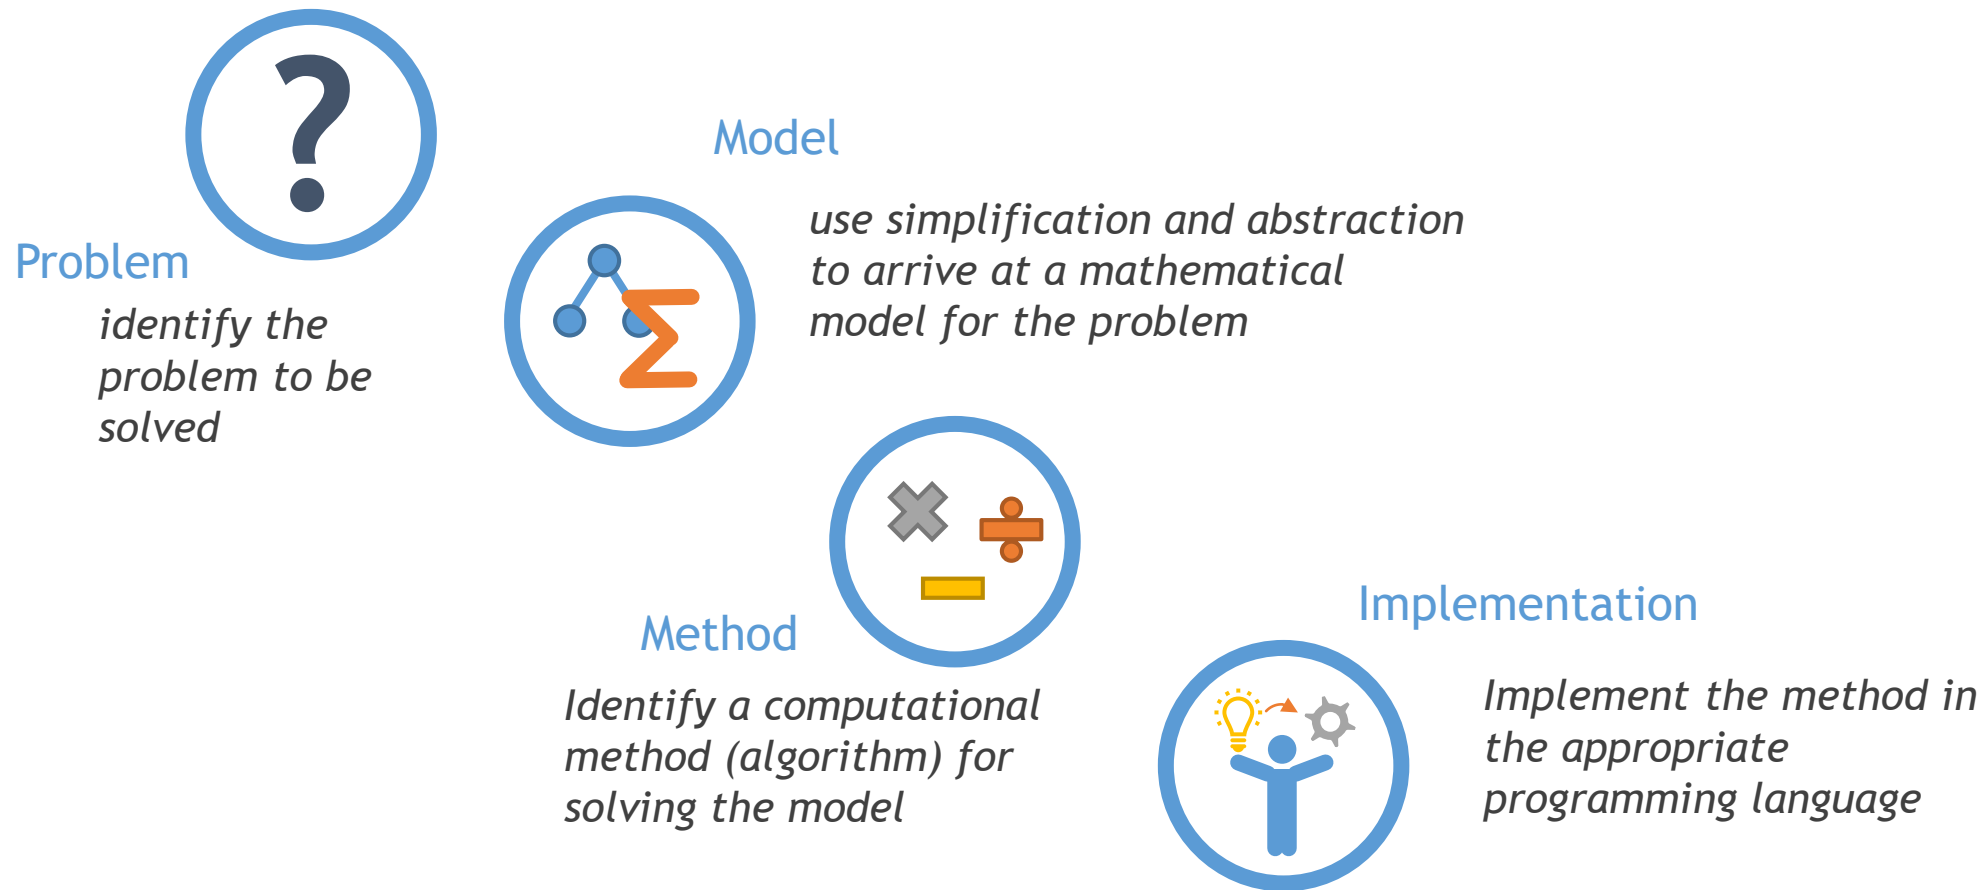 Problem
identify the
problem to be
solved
Model
use simplification and abstraction
to arrive at a mathematical
model for the problem
Method
Identify a computational
method (algorithm) for
solving the model
Implementation
Implement the method in
the appropriate
programming language